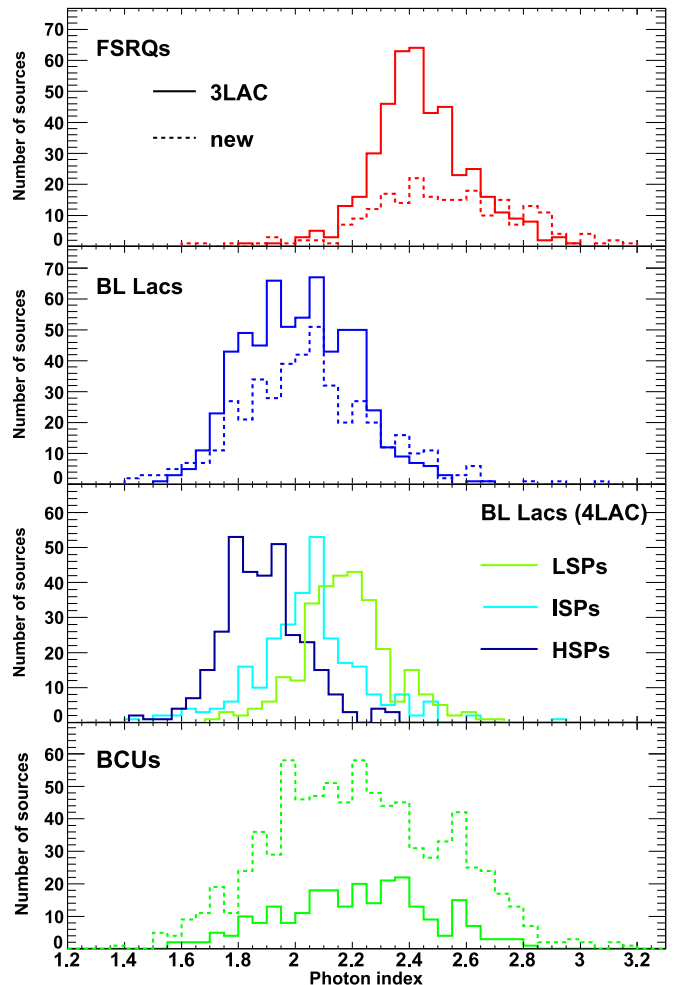 FSRQs
3LAC
new
Number of sources
70
60
50
40
30
20
10
0
BL Lacs
Number of sources
70
60
50
40
30
20
10
0
BL Lacs (4LAC)
LSPs
ISPs
HSPs
Number of sources
60
50
40
30
20
10
0
BCUs
Number of sources
60
50
40
30
20
10
0
1.2 1.4 1.6 1.8 2 2.2 2.4 2.6 2.8 3 3.2
Photon index